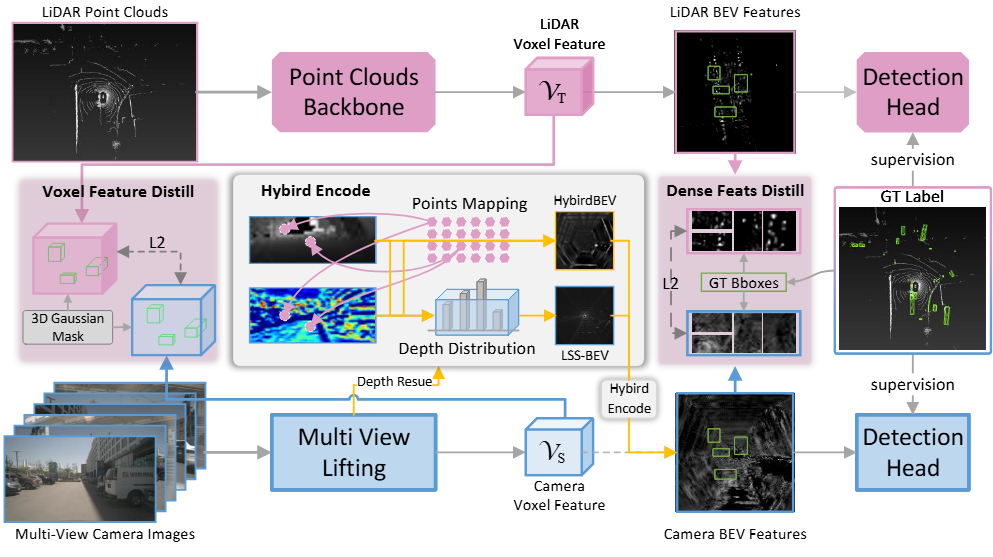 LiDAR Point Clouds
Point Clouds
Backbone
LiDAR
Voxel Feature
𝒱T
LiDAR BEV Features
Detection
Head
supervision
Voxel Feature Distill
L2
3D Gaussian
Mask
Hybird Encode
Points Mapping
HybirdBEV
Depth Distribution
LSS-BEV
Dense Feats Distill
L2
GT Bboxes
GT Label
supervision
Depth Resue
Hybird
Encode
Multi View
Lifting
𝒱S
Camera
Voxel Feature
Detection
Head
Multi-View Camera Images
Camera BEV Features